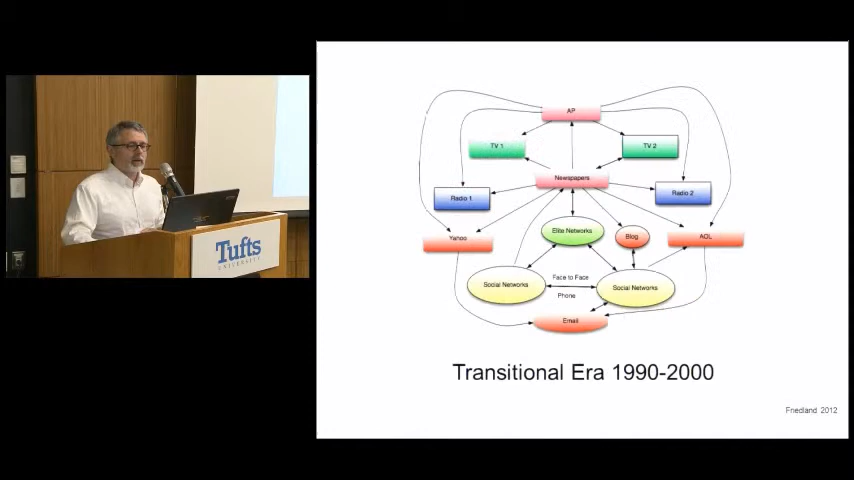 Tufts
UNIVERSITY
AP
TV 1
TV 2
Newspapers
Radio 1
Radio 2
Yahoo
Elite Networks
Blog
AOL
Social Networks
Face to Face
Phone
Social Networks
Email
Transitional Era 1990-2000
Friedland 2012